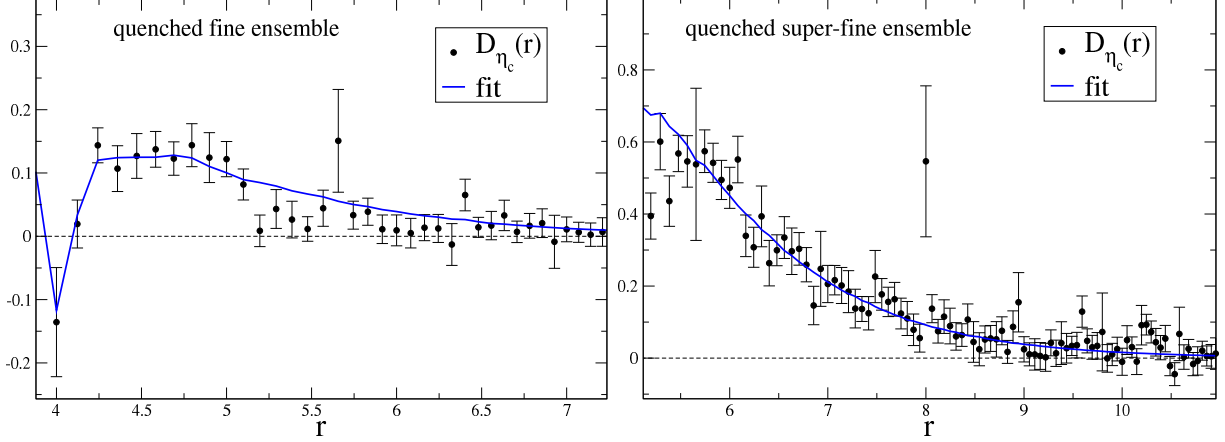 quenched fine ensemble
D_{η_c}(r)
fit
0.3
0.2
0.1
0
-0.1
-0.2
4
4.5
5
5.5
6
6.5
7
r
quenched super-fine ensemble
D_{η_c}(r)
fit
0.8
0.6
0.4
0.2
0
6
7
8
9
10
r